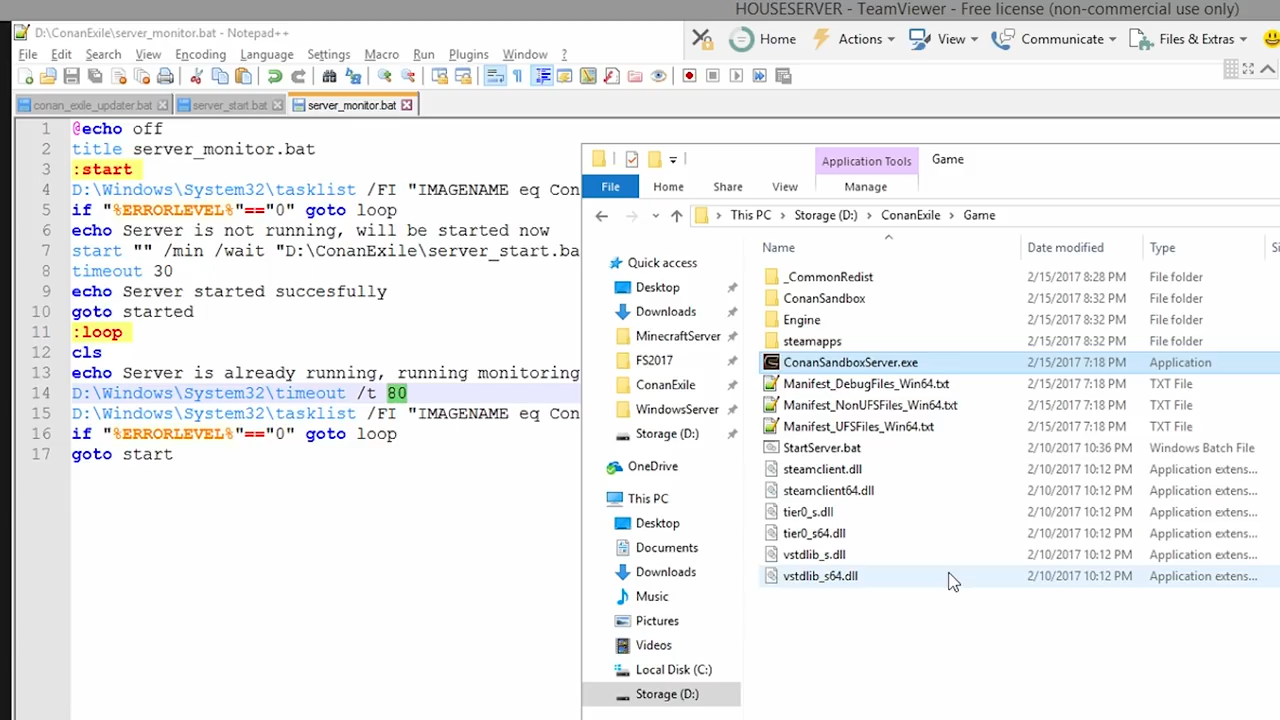 HOUSESERVER - TeamViewer - Free license (non-commercial use only)
D:\ConanExile\server_monitor.bat - Notepad++
File Edit Search View Encoding Language Settings Macro Run Plugins Window ?
Home Actions View Communicate Files & Extras
conan_exile_updater.bat server_start.bat server_monitor.bat
1 @echo off
2 title server_monitor.bat
3 :start
4 D:\Windows\System32\tasklist /FI "IMAGENAME eq Con
5 if "%ERRORLEVEL%"=="0" goto loop
6 echo Server is not running, will be started now
7 start "" /min /wait "D:\ConanExile\server_start.ba
8 timeout 30
9 echo Server started succesfully
10 goto started
11 :loop
12 cls
13 echo Server is already running, running monitoring
14 D:\Windows\System32\timeout /t 80
15 D:\Windows\System32\tasklist /FI "IMAGENAME eq Con
16 if "%ERRORLEVEL%"=="0" goto loop
17 goto start
Application Tools Game
File Home Share View Manage
This PC Storage (D:) ConanExile Game
Quick access
Desktop
Downloads
MinecraftServer
FS2017
ConanExile
WindowsServer
Storage (D:)
OneDrive
This PC
Desktop
Documents
Downloads
Music
Pictures
Videos
Local Disk (C:)
Storage (D:)
Name Date modified Type Si
_CommonRedist 2/15/2017 8:28 PM File folder
ConanSandbox 2/15/2017 8:32 PM File folder
Engine 2/15/2017 8:32 PM File folder
steamapps 2/15/2017 8:32 PM File folder
ConanSandboxServer.exe 2/15/2017 7:18 PM Application
Manifest_DebugFiles_Win64.txt 2/15/2017 7:18 PM TXT File
Manifest_NonUFSFiles_Win64.txt 2/15/2017 7:18 PM TXT File
Manifest_UFSFiles_Win64.txt 2/15/2017 7:18 PM TXT File
StartServer.bat 2/10/2017 10:36 PM Windows Batch File
steamclient.dll 2/10/2017 10:12 PM Application extens...
steamclient64.dll 2/10/2017 10:12 PM Application extens...
tier0_s.dll 2/10/2017 10:12 PM Application extens...
tier0_s64.dll 2/10/2017 10:12 PM Application extens...
vstdlib_s.dll 2/10/2017 10:12 PM Application extens...
vstdlib_s64.dll 2/10/2017 10:12 PM Application extens...